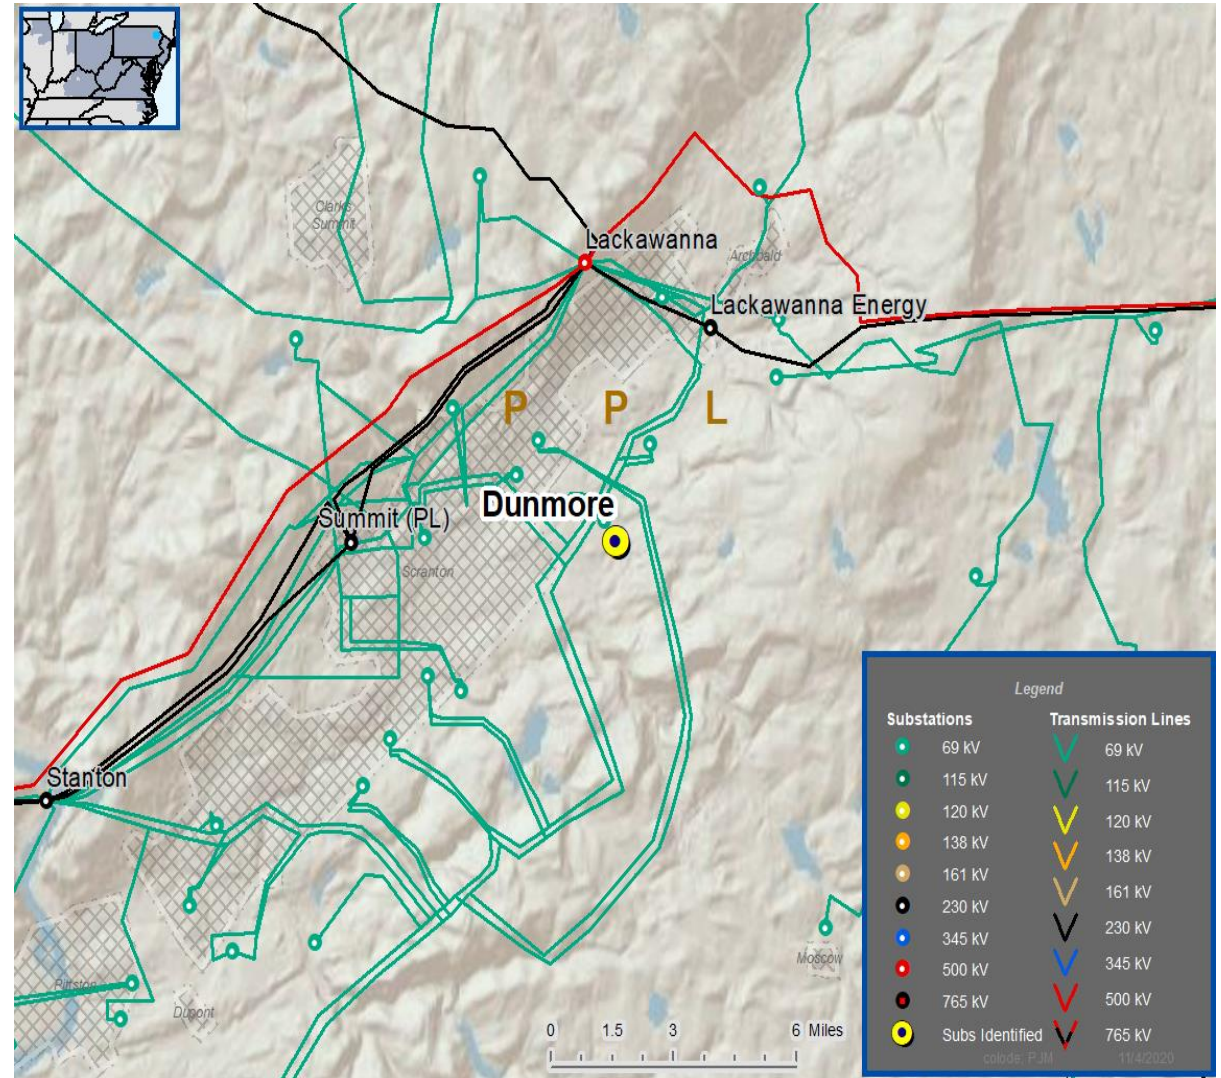 Clarks
Summit
Lackawanna
Archbald
Lackawanna Energy
P P L
Dunmore
Summit (PL)
Scranton
Stanton
Pittston
Dupont
Moscow
0 1.5 3 6 Miles
Legend
Substations Transmission Lines
69 kV 69 kV
115 kV 115 kV
120 kV 120 kV
138 kV 138 kV
161 kV 161 kV
230 kV 230 kV
345 kV 345 kV
500 kV 500 kV
765 kV 765 kV
Subs Identified
colode, PJM 11/4/2020